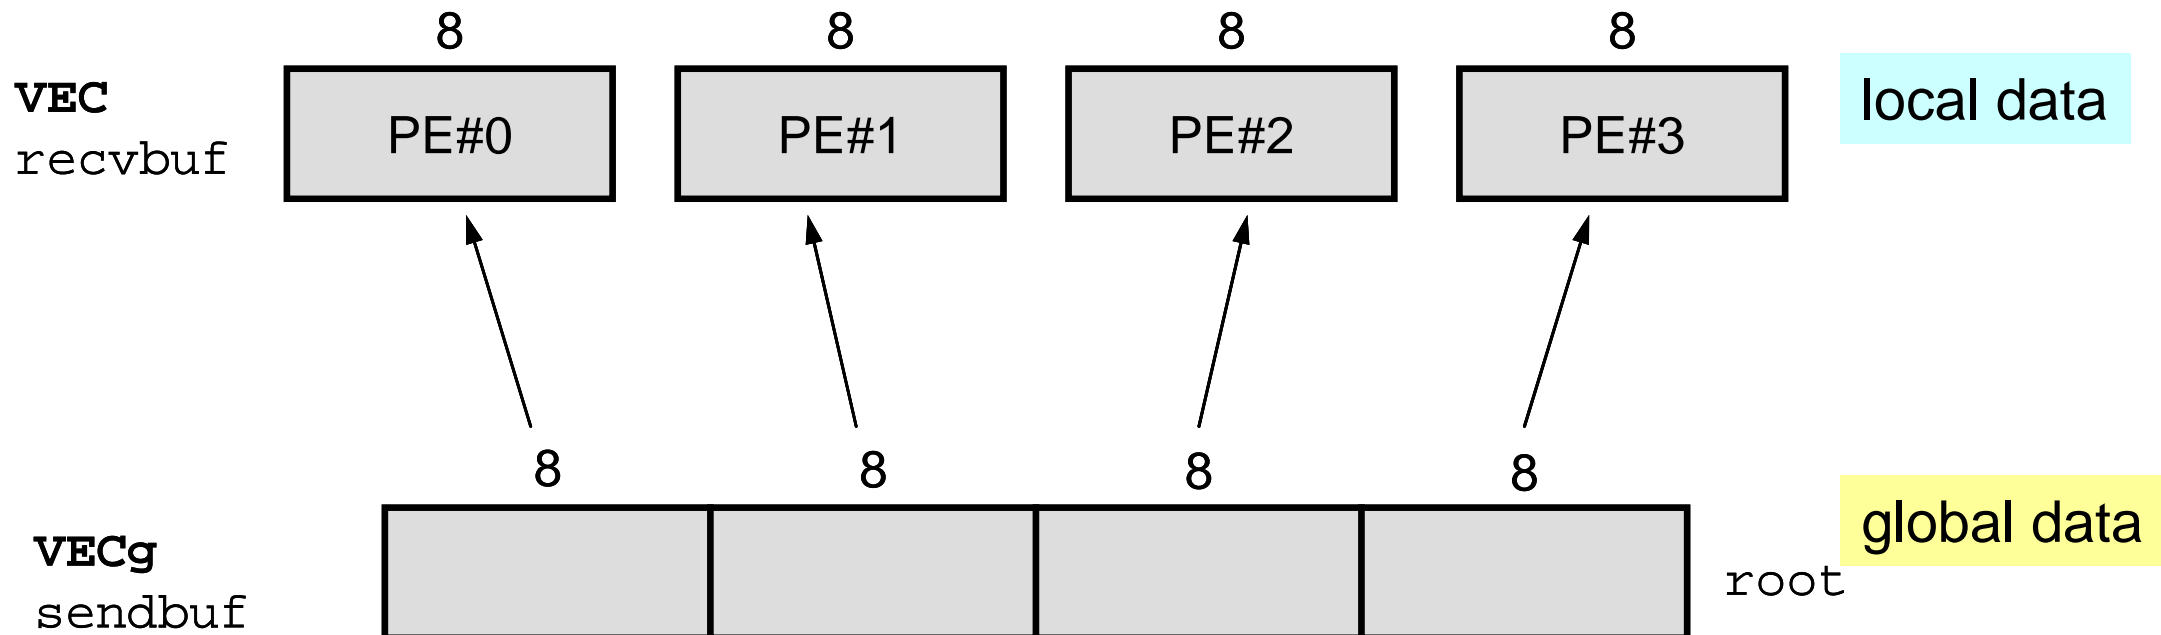 8 8 8 8
VEC
recvbuf
PE#0 PE#1 PE#2 PE#3
local data
8 8 8 8
VECg
sendbuf
root
global data